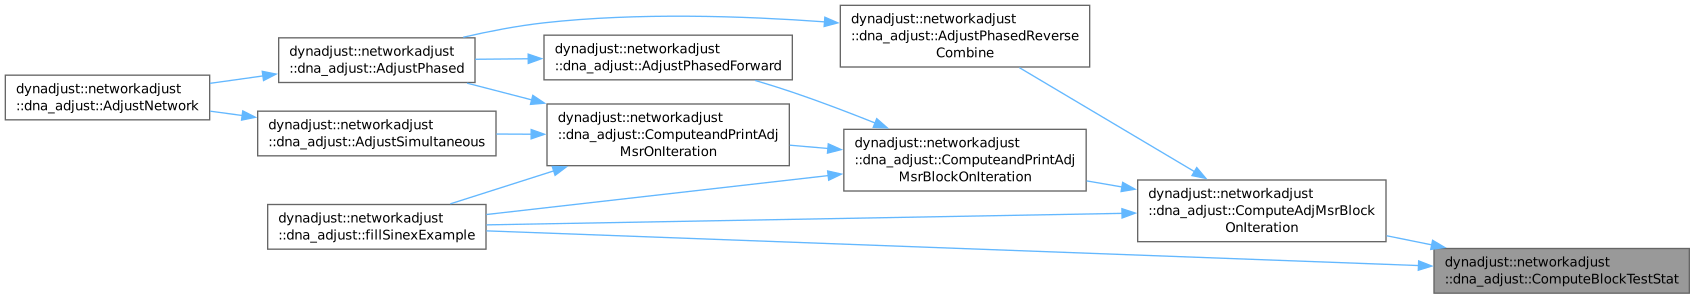 dynadjust::networkadjust
::dna_adjust::AdjustNetwork
dynadjust::networkadjust
::dna_adjust::AdjustPhased
dynadjust::networkadjust
::dna_adjust::AdjustSimultaneous
dynadjust::networkadjust
::dna_adjust::fillSinexExample
dynadjust::networkadjust
::dna_adjust::AdjustPhasedForward
dynadjust::networkadjust
::dna_adjust::ComputeandPrintAdj
MsrOnIteration
dynadjust::networkadjust
::dna_adjust::AdjustPhasedReverse
Combine
dynadjust::networkadjust
::dna_adjust::ComputeandPrintAdj
MsrBlockOnIteration
dynadjust::networkadjust
::dna_adjust::ComputeAdjMsrBlock
OnIteration
dynadjust::networkadjust
::dna_adjust::ComputeBlockTestStat